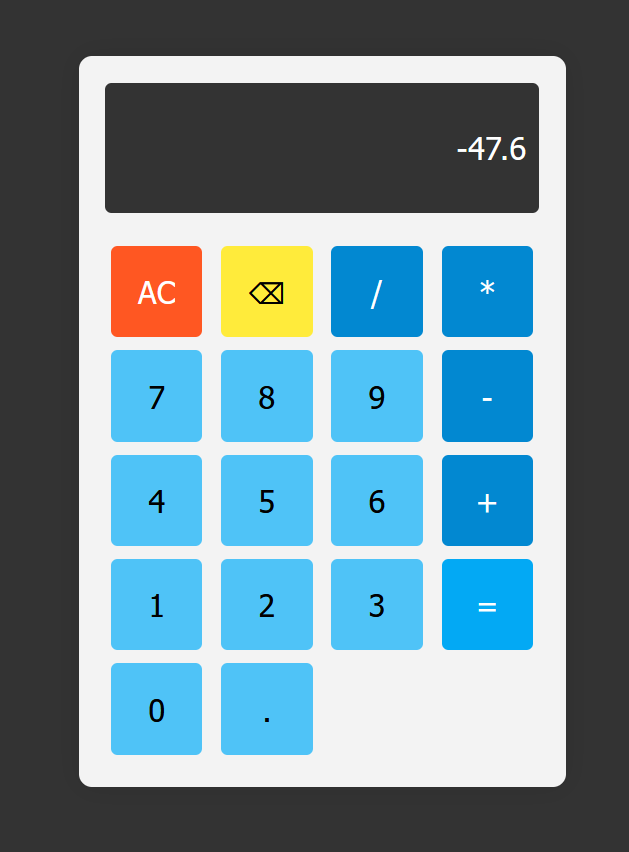 -47.6
AC ⌫ / *
7 8 9 -
4 5 6 +
1 2 3 =
0 .